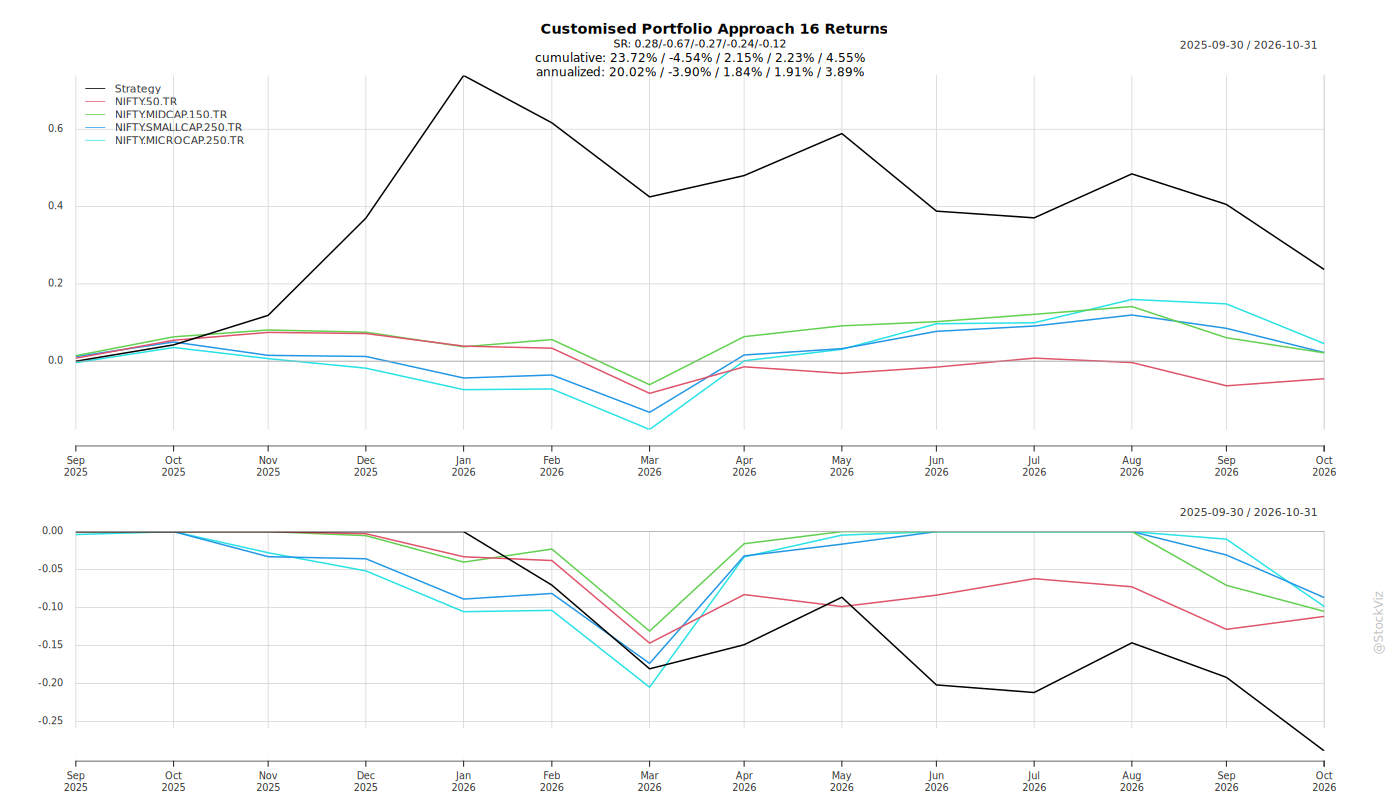 Customised Portfolio Approach 16 Returns
SR: 0.28/-0.67/-0.27/-0.24/-0.12
cumulative: 23.72% / -4.54% / 2.15% / 2.23% / 4.55%
annualized: 20.02% / -3.90% / 1.84% / 1.91% / 3.89%
2025-09-30 / 2026-10-31
Strategy
NIFTY.50.TR
NIFTY.MIDCAP.150.TR
NIFTY.SMALLCAP.250.TR
NIFTY.MICROCAP.250.TR
0.6
0.4
0.2
0.0
Sep Oct Nov Dec Jan Feb Mar Apr May Jun Jul Aug Sep Oct
2025 2025 2025 2025 2026 2026 2026 2026 2026 2026 2026 2026 2026 2026
2025-09-30 / 2026-10-31
0.00
-0.05
-0.10
-0.15
-0.20
-0.25
Sep Oct Nov Dec Jan Feb Mar Apr May Jun Jul Aug Sep Oct
2025 2025 2025 2025 2026 2026 2026 2026 2026 2026 2026 2026 2026 2026
@StockViz